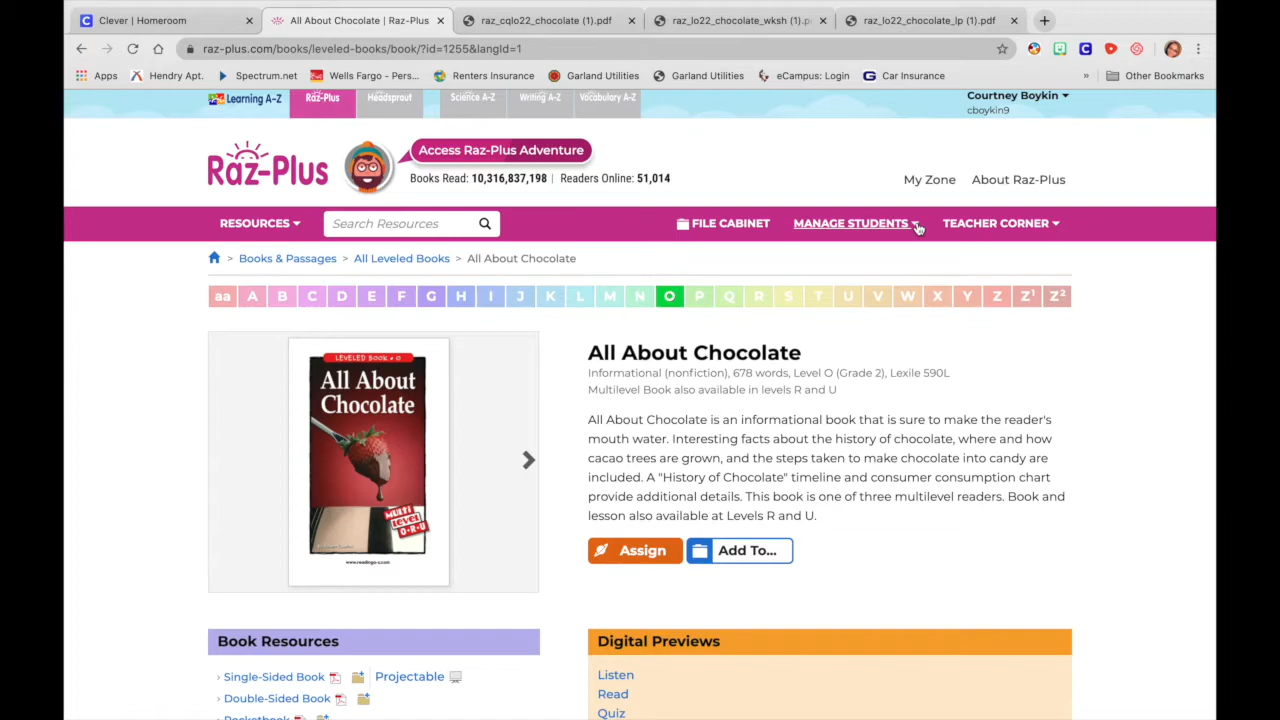 Clever | Homeroom
All About Chocolate | Raz-Plus
raz_cqlo22_chocolate (1).pdf
raz_lo22_chocolate_wksh (1).p
raz_lo22_chocolate_lp (1).pdf
raz-plus.com/books/leveled-books/book/?id=1255&langId=1
Apps
Hendry Apt.
Spectrum.net
Wells Fargo - Pers...
Renters Insurance
Garland Utilities
Garland Utilities
eCampus: Login
Car Insurance
»
Other Bookmarks
Learning A-Z
Raz-Plus
Headsprout
Science A-Z
Writing A-Z
Vocabulary A-Z
Courtney Boykin
cboykin9
Raz-Plus
Access Raz-Plus Adventure
Books Read: 10,316,837,198 | Readers Online: 51,014
My Zone
About Raz-Plus
RESOURCES
Search Resources
FILE CABINET
MANAGE STUDENTS
TEACHER CORNER
> Books & Passages > All Leveled Books > All About Chocolate
aa A B C D E F G H I J K L M N O P Q R S T U V W X Y Z Z¹ Z²
LEVELED BOOK • O
All About
Chocolate
MULTI
level
O•R•U
www.readinga-z.com
All About Chocolate
Informational (nonfiction), 678 words, Level O (Grade 2), Lexile 590L
Multilevel Book also available in levels R and U
All About Chocolate is an informational book that is sure to make the reader's
mouth water. Interesting facts about the history of chocolate, where and how
cacao trees are grown, and the steps taken to make chocolate into candy are
included. A "History of Chocolate" timeline and consumer consumption chart
provide additional details. This book is one of three multilevel readers. Book and
lesson also available at Levels R and U.
Assign
Add To...
Book Resources
› Single-Sided Book
Projectable
› Double-Sided Book
› Pocketbook
Digital Previews
Listen
Read
Quiz